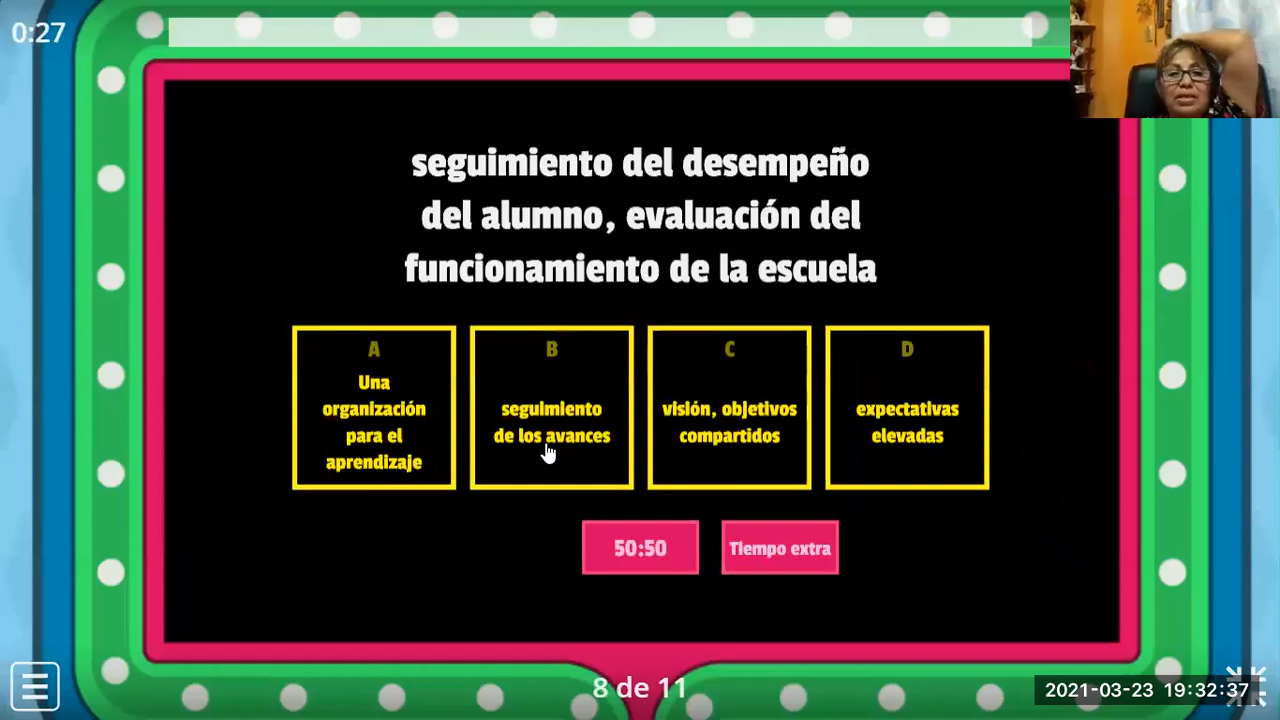 0:27
seguimiento del desempeño
del alumno, evaluación del
funcionamiento de la escuela
A
Una
organización
para el
aprendizaje
B
seguimiento
de los avances
C
visión, objetivos
compartidos
D
expectativas
elevadas
50:50
Tiempo extra
8 de 11
2021-03-23 19:32:37